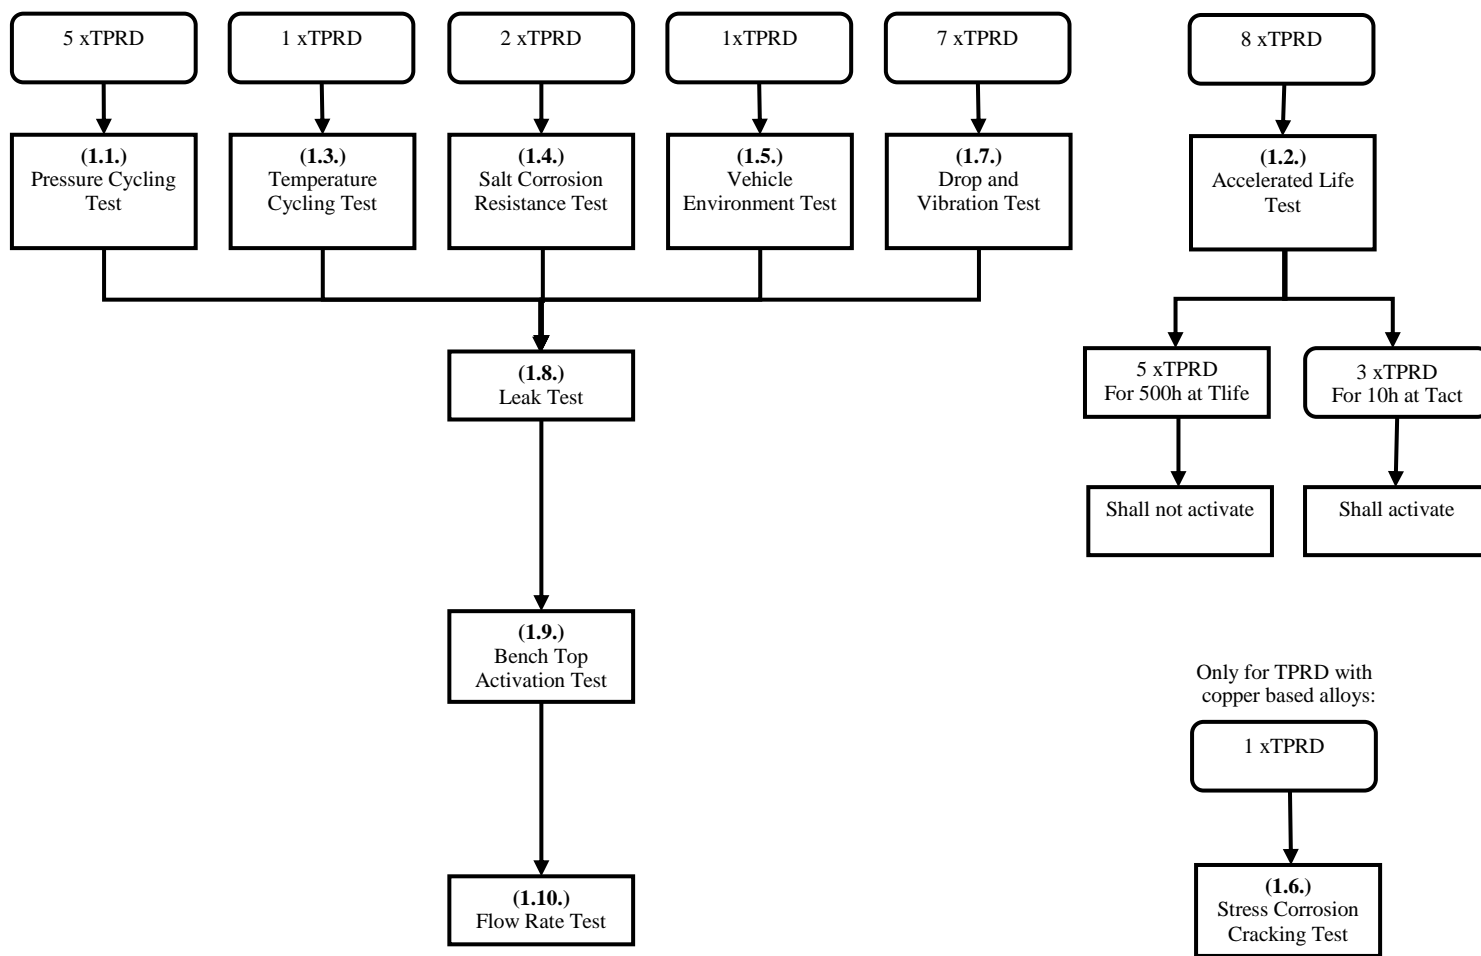 5 xTPRD
1 xTPRD
2 xTPRD
1xTPRD
7 xTPRD
8 xTPRD
(1.1.)
Pressure Cycling
Test
(1.3.)
Temperature
Cycling Test
(1.4.)
Salt Corrosion
Resistance Test
(1.5.)
Vehicle
Environment Test
(1.7.)
Drop and
Vibration Test
(1.2.)
Accelerated Life
Test
(1.8.)
Leak Test
5 xTPRD
For 500h at Tlife
3 xTPRD
For 10h at Tact
Shall not activate
Shall activate
(1.9.)
Bench Top
Activation Test
Only for TPRD with
copper based alloys:
1 xTPRD
(1.10.)
Flow Rate Test
(1.6.)
Stress Corrosion
Cracking Test